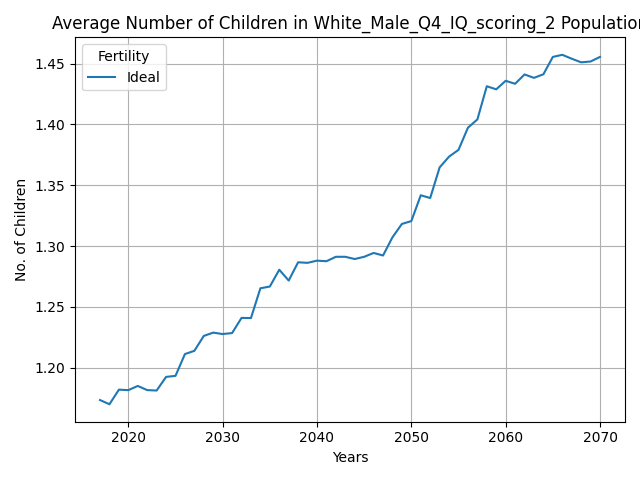 Average Number of Children in White_Male_Q4_IQ_scoring_2 Population
Fertility
Ideal
No. of Children
1.45
1.40
1.35
1.30
1.25
1.20
2020 2030 2040 2050 2060 2070
Years